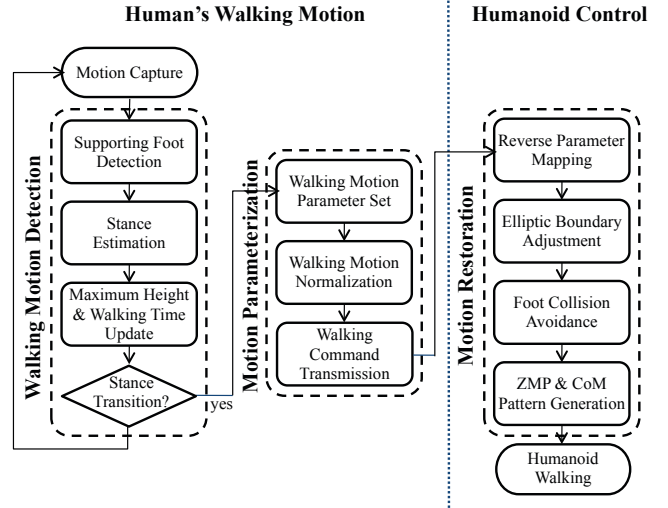 Human's Walking Motion
Humanoid Control
Motion Capture
Walking Motion Detection
Supporting Foot
Detection
Stance
Estimation
Maximum Height
& Walking Time
Update
Stance
Transition?
yes
Motion Parameterization
Walking Motion
Parameter Set
Walking Motion
Normalization
Walking
Command
Transmission
Motion Restoration
Reverse Parameter
Mapping
Elliptic Boundary
Adjustment
Foot Collision
Avoidance
ZMP & CoM
Pattern Generation
Humanoid
Walking